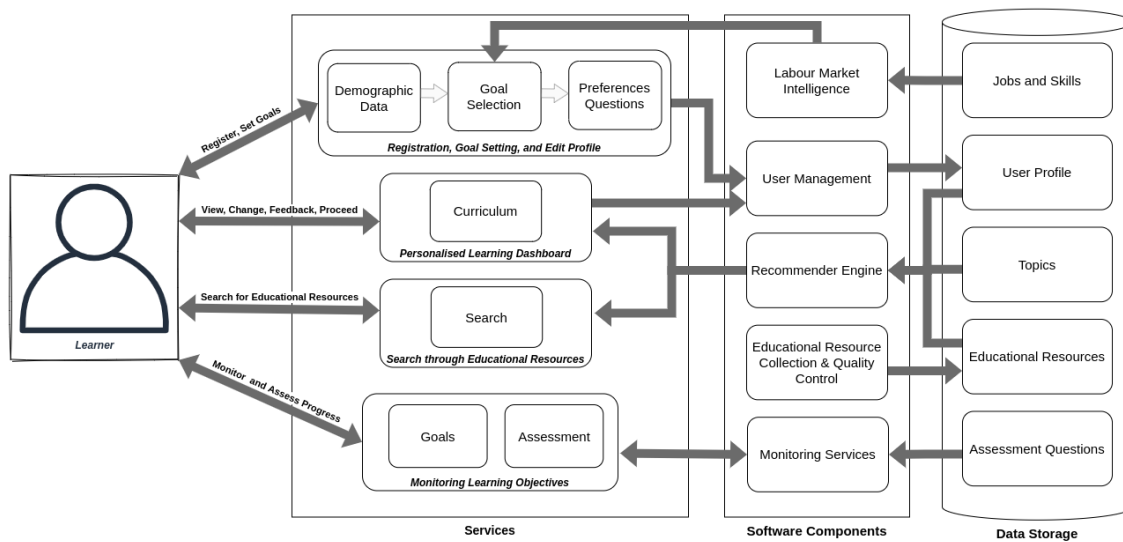 Learner
Register, Set Goals
View, Change, Feedback, Proceed
Search for Educational Resources
Monitor and Assess Progress
Demographic
Data
Goal
Selection
Preferences
Questions
Registration, Goal Setting, and Edit Profile
Curriculum
Personalised Learning Dashboard
Search
Search through Educational Resources
Goals
Assessment
Monitoring Learning Objectives
Services
Labour Market
Intelligence
User Management
Recommender Engine
Educational Resource
Collection & Quality
Control
Monitoring Services
Software Components
Jobs and Skills
User Profile
Topics
Educational Resources
Assessment Questions
Data Storage